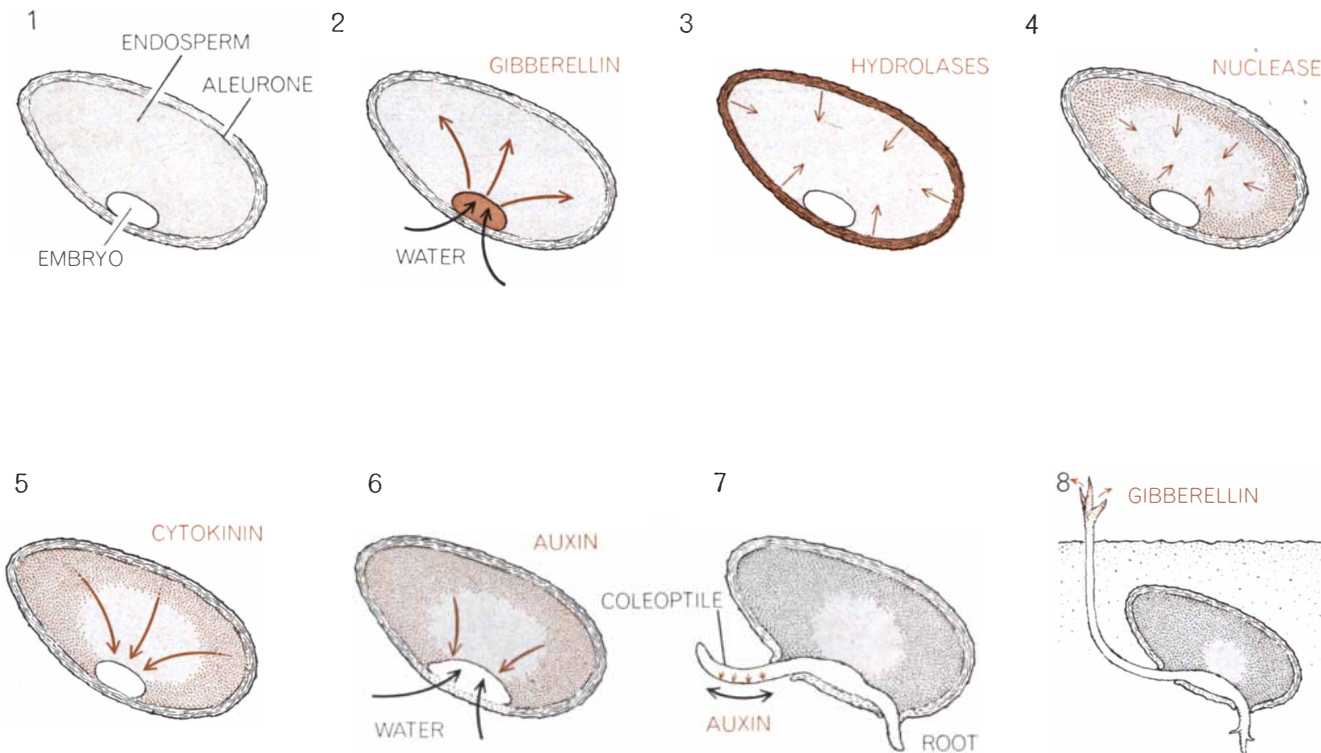 1
ENDOSPERM
ALEURONE
EMBRYO
2
GIBBERELLIN
WATER
3
HYDROLASES
4
NUCLEASE
5
CYTOKININ
6
AUXIN
WATER
7
COLEOPTILE
AUXIN
ROOT
8
GIBBERELLIN